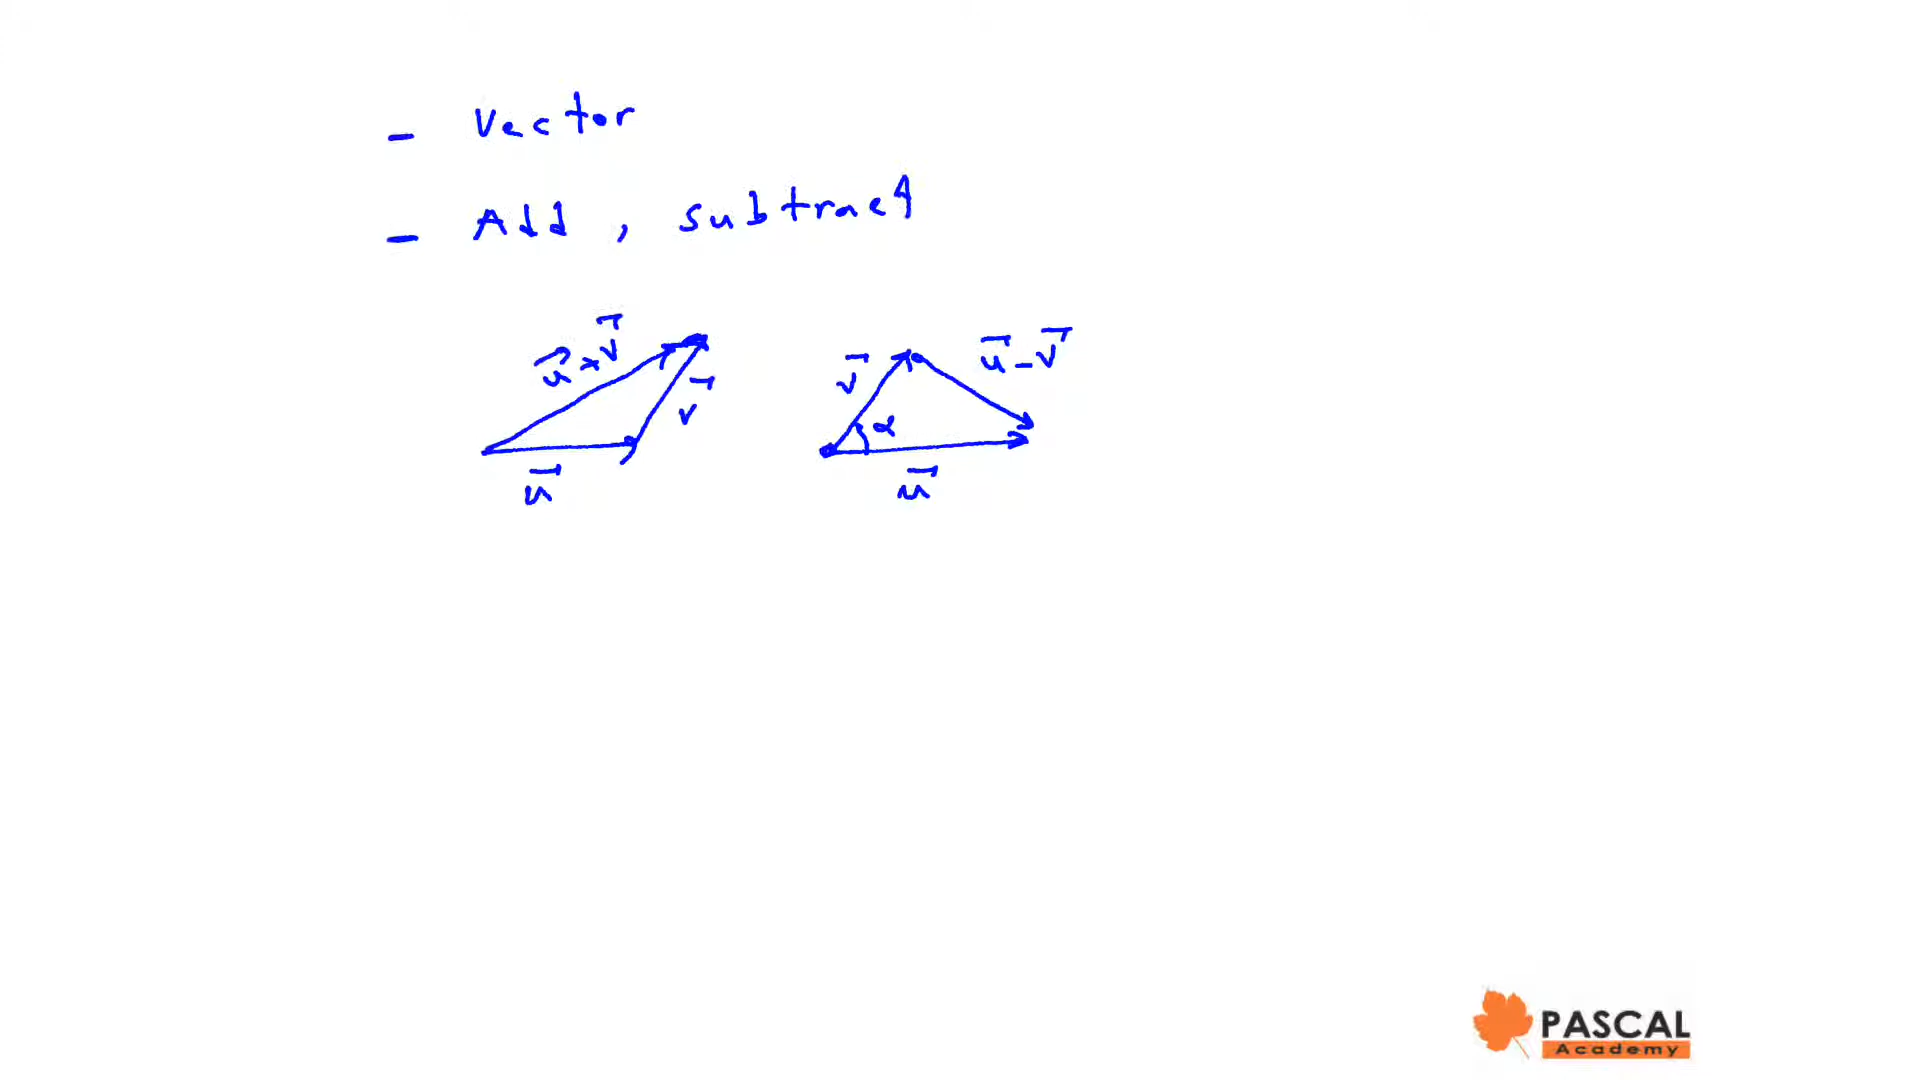 - Vector
- Add , subtract
u⃗ + v⃗
v⃗
u⃗
v⃗
α
u⃗ - v⃗
u⃗
PASCAL
Academy